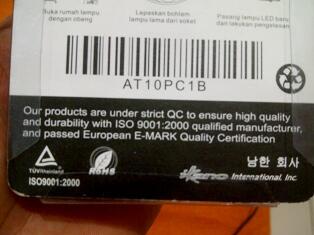 Buka rumah lampu
dengan obeng
Lepaskan bohlam
lampu lama dari soket
Pasang lampu LED baru
dan lakukan pengetesan
AT10PC1B
Our products are under strict QC to ensure high quality
and durability with ISO 9001:2000 qualified manufacturer,
and passed European E-MARK Quality Certification
TÜVRheinland
ISO9001:2000
RoHS
남한 회사
International, Inc.